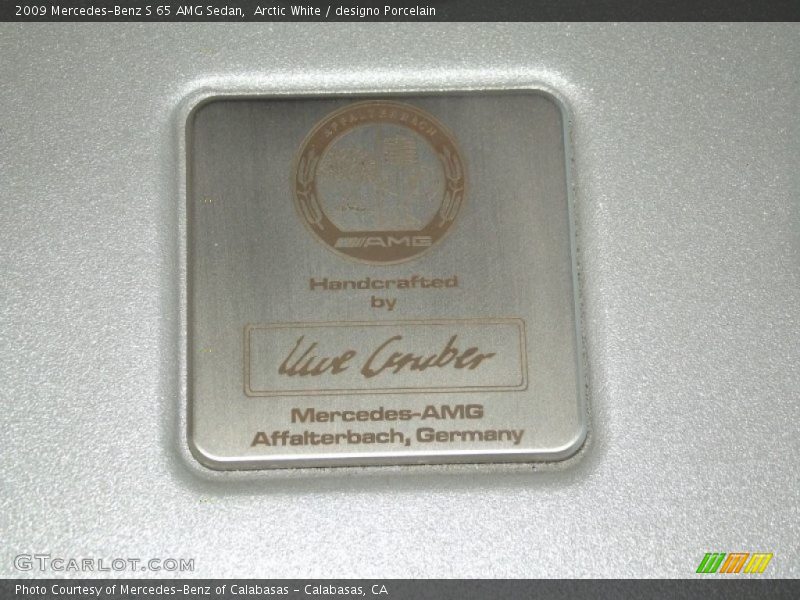 2009 Mercedes-Benz S 65 AMG Sedan,  Arctic White / designo Porcelain
AFFALTERBACH
AMG
Handcrafted
by
Uwe Gruber
Mercedes-AMG
Affalterbach, Germany
GTcarlot.com
Photo Courtesy of Mercedes-Benz of Calabasas - Calabasas, CA